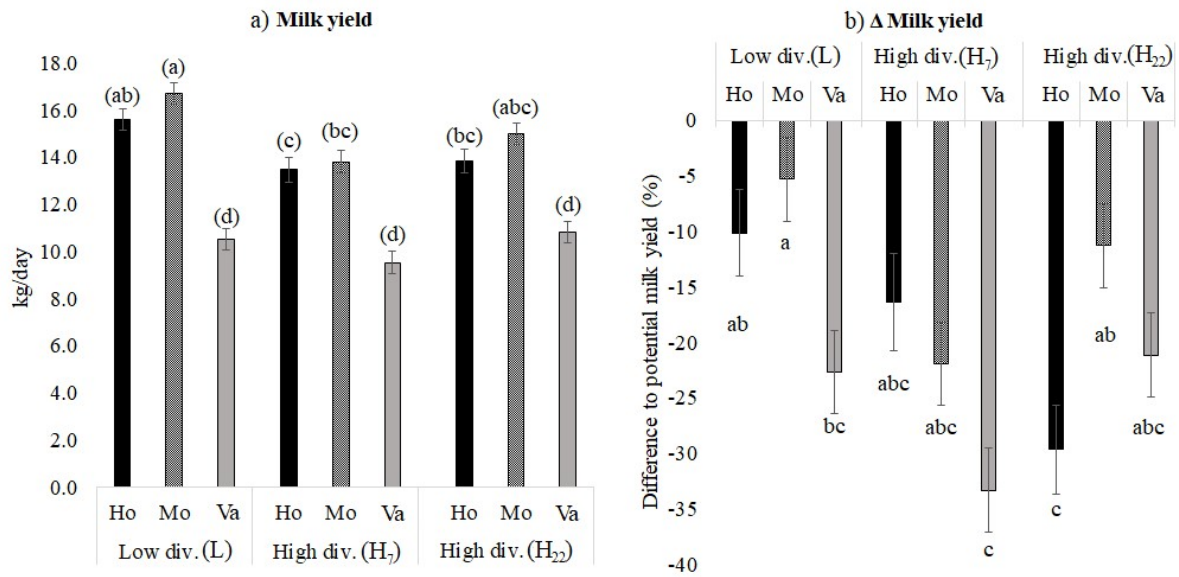 a) Milk yield
kg/day
18.0
16.0
14.0
12.0
10.0
8.0
6.0
4.0
2.0
0.0
(ab) (a) (d) (c) (bc) (d) (bc) (abc) (d)
Ho Mo Va Ho Mo Va Ho Mo Va
Low div. (L) High div. (H7) High div. (H22)
b) Δ Milk yield
Low div. (L) High div. (H7) High div. (H22)
Ho Mo Va Ho Mo Va Ho Mo Va
Difference to potential milk yield (%)
0
-5
-10
-15
-20
-25
-30
-35
-40
ab a bc abc abc c c ab abc